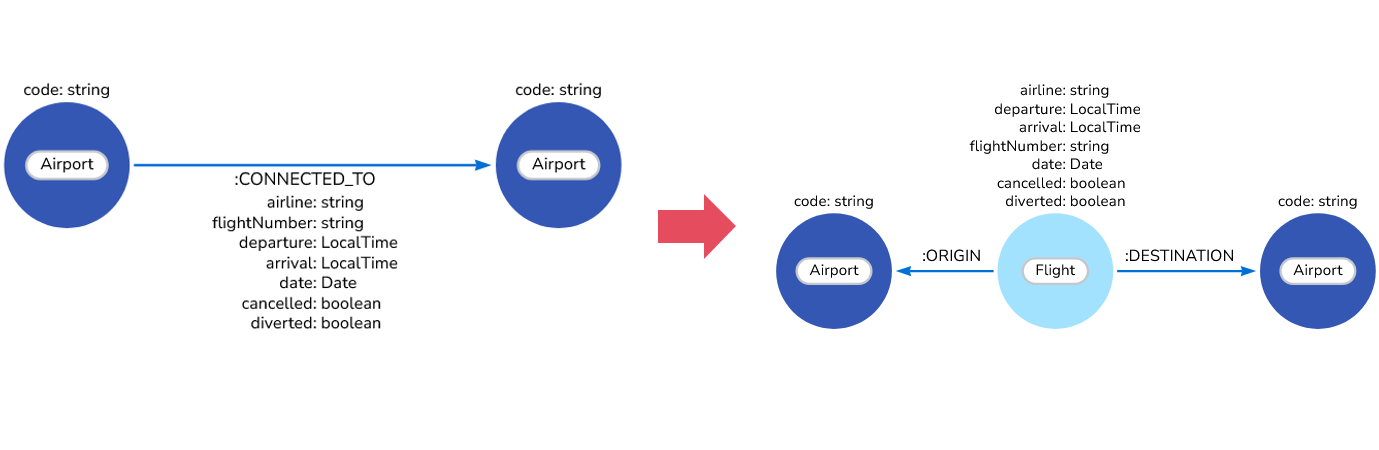 code: string
Airport
:CONNECTED_TO
airline: string
flightNumber: string
departure: LocalTime
arrival: LocalTime
date: Date
cancelled: boolean
diverted: boolean
code: string
Airport
code: string
Airport
:ORIGIN
airline: string
departure: LocalTime
arrival: LocalTime
flightNumber: string
date: Date
cancelled: boolean
diverted: boolean
Flight
:DESTINATION
code: string
Airport